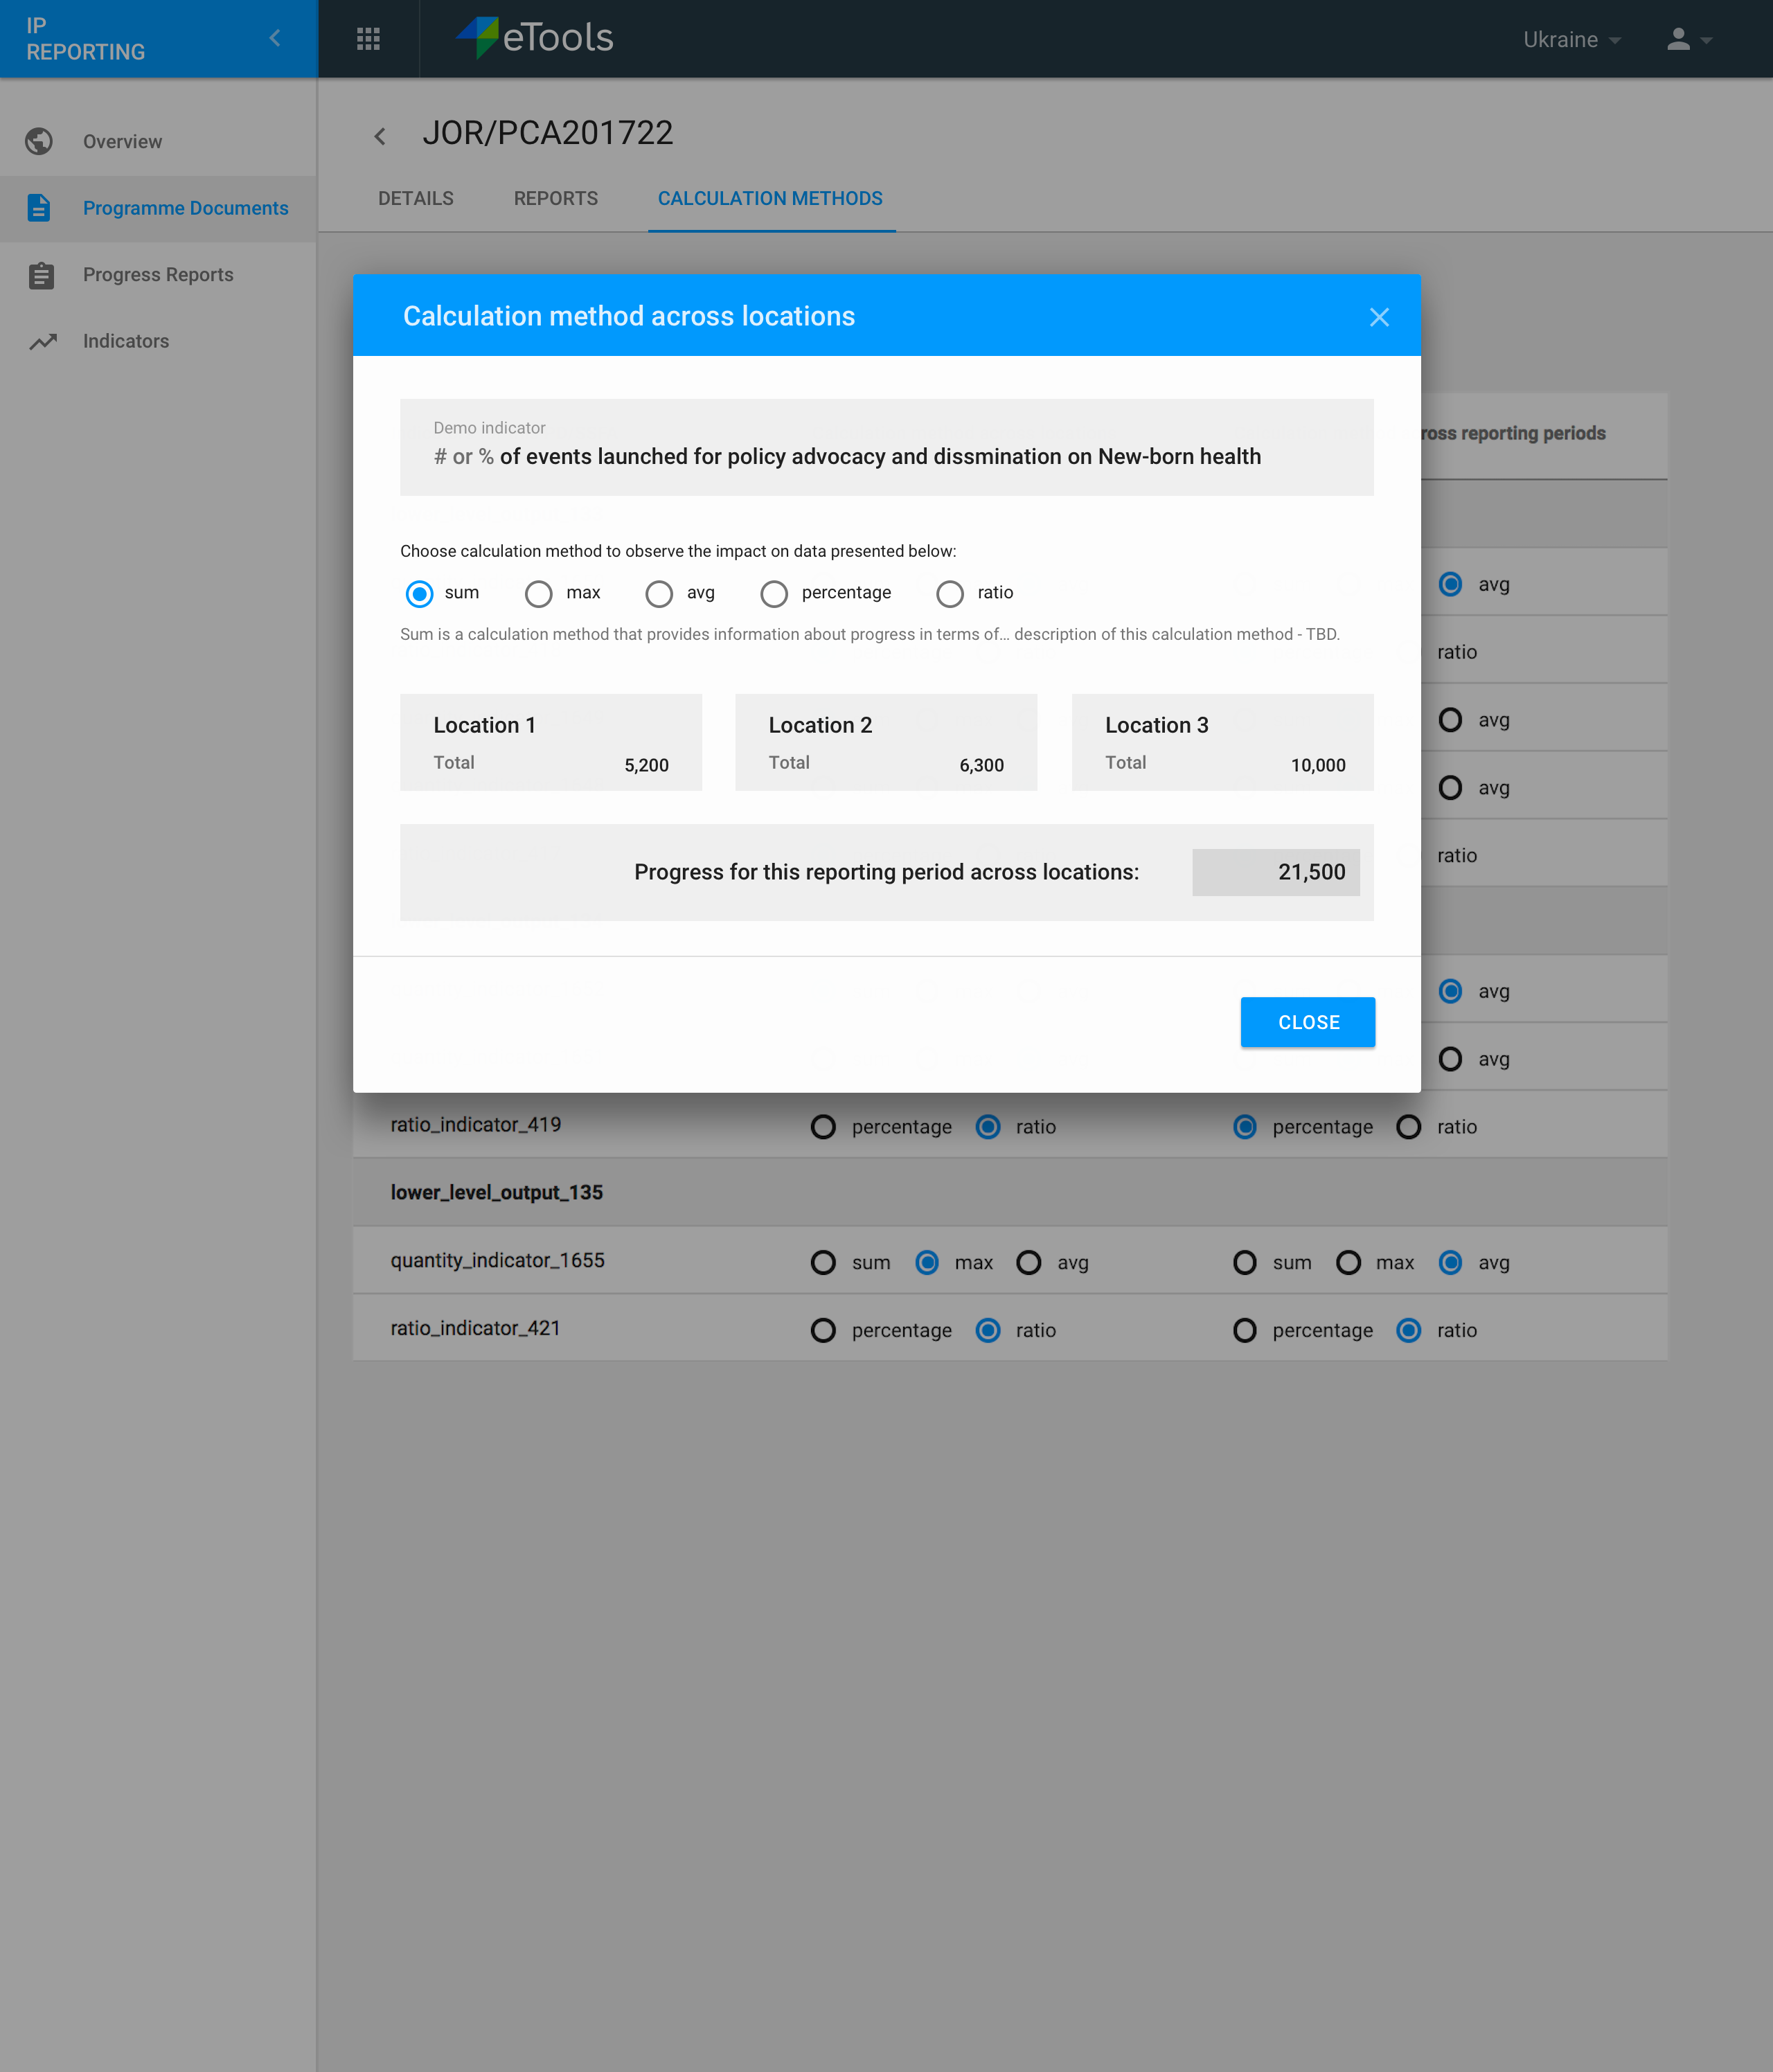 IP
REPORTING
eTools
Ukraine
Overview
Programme Documents
Progress Reports
Indicators
JOR/PCA201722
DETAILS
REPORTS
CALCULATION METHODS
Calculation method across locations
Demo indicator
# or % of events launched for policy advocacy and dissmination on New-born health
Choose calculation method to observe the impact on data presented below:
sum max avg percentage ratio
Sum is a calculation method that provides information about progress in terms of... description of this calculation method - TBD.
Location 1
Total 5,200
Location 2
Total 6,300
Location 3
Total 10,000
Progress for this reporting period across locations: 21,500
CLOSE
reporting periods
avg
ratio
avg
avg
ratio
avg
avg
ratio_indicator_419 percentage ratio percentage ratio
lower_level_output_135
quantity_indicator_1655 sum max avg sum max avg
ratio_indicator_421 percentage ratio percentage ratio